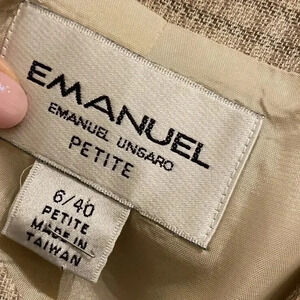 EMANUEL
EMANUEL UNGARO
PETITE
6/40
PETITE
MADE IN
TAIWAN